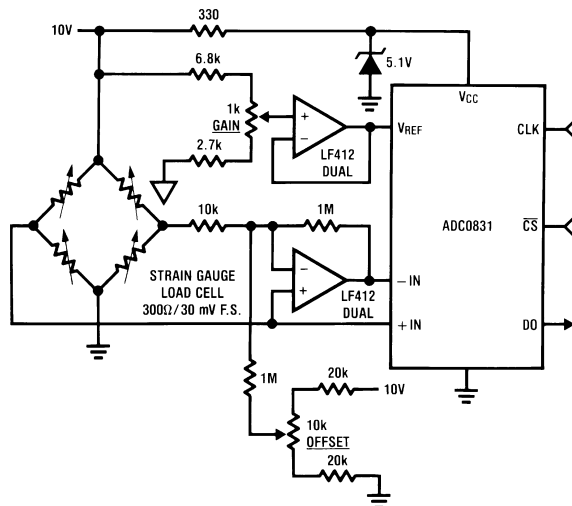 10V
330
6.8k
5.1V
1k
GAIN
2.7k
LF412
DUAL
VCC
VREF
CLK
ADC0831
CS
10k
1M
STRAIN GAUGE
LOAD CELL
300Ω/30 mV F.S.
LF412
DUAL
–IN
+IN
DO
1M
20k
10V
10k
OFFSET
20k